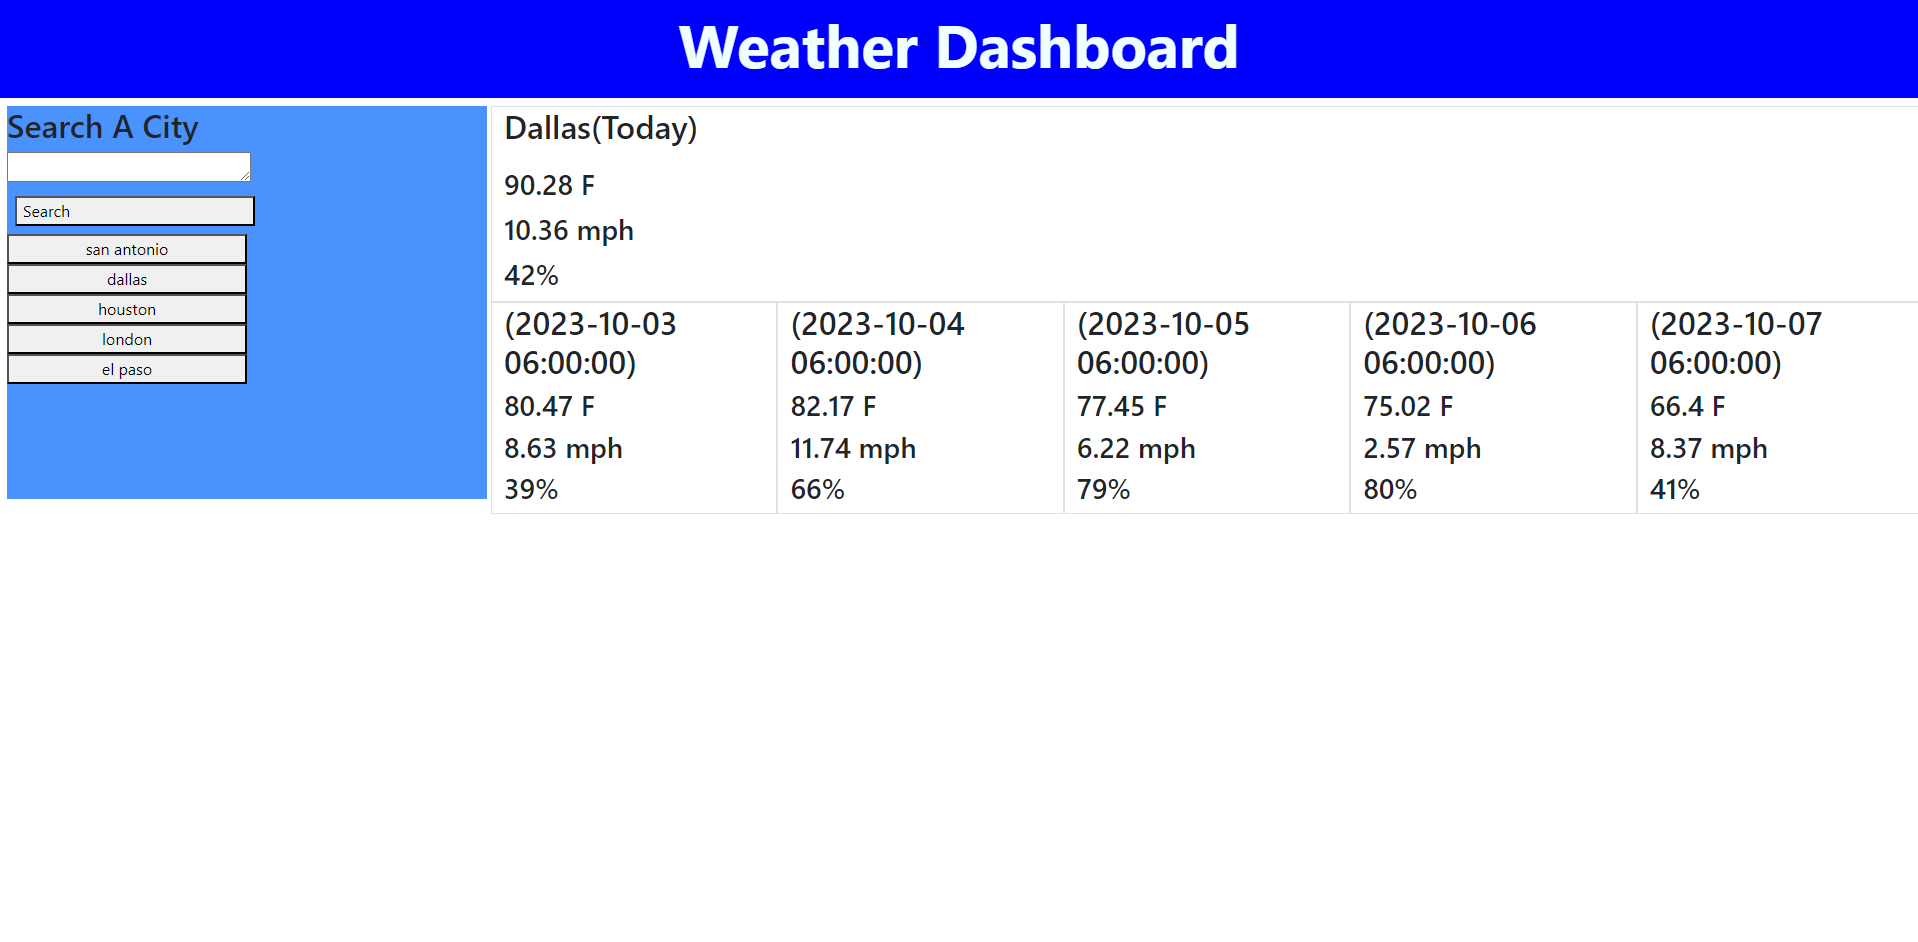 Weather Dashboard
Search A City
Search
san antonio
dallas
houston
london
el paso
Dallas(Today)
90.28 F
10.36 mph
42%
(2023-10-03
06:00:00)
80.47 F
8.63 mph
39%
(2023-10-04
06:00:00)
82.17 F
11.74 mph
66%
(2023-10-05
06:00:00)
77.45 F
6.22 mph
79%
(2023-10-06
06:00:00)
75.02 F
2.57 mph
80%
(2023-10-07
06:00:00)
66.4 F
8.37 mph
41%